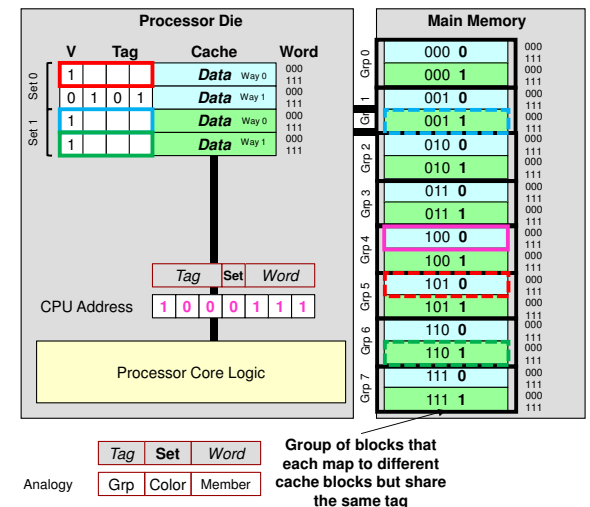 Processor Die
V Tag Cache Word
Set 0
1 Data Way 0 000
111
0 1 0 1 Data Way 1 000
111
Set 1
1 Data Way 0 000
111
1 Data Way 1 000
111
Tag Set Word
CPU Address 1 0 0 0 1 1 1
Processor Core Logic
Main Memory
Grp 0
000 0 000
111
000 1 000
111
Grp 1
001 0 000
111
001 1 000
111
Grp 2
010 0 000
111
010 1 000
111
Grp 3
011 0 000
111
011 1 000
111
Grp 4
100 0 000
111
100 1 000
111
Grp 5
101 0 000
111
101 1 000
111
Grp 6
110 0 000
111
110 1 000
111
Grp 7
111 0 000
111
111 1 000
111
Tag Set Word
Analogy Grp Color Member
Group of blocks that
each map to different
cache blocks but share
the same tag